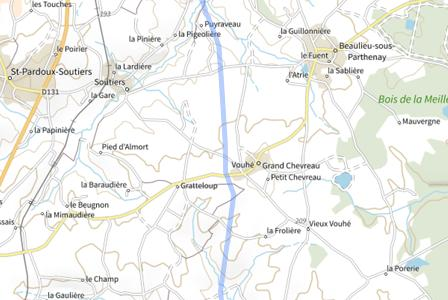 les Touches
193
Puyraveau
la Pinière
la Pigeolière
la Guillonnière
le Poirier
Beaulieu-sous-
Parthenay
le Fuent
St-Pardoux-Soutiers
la Lardière
l'Atrie
la Sablière
Soutiers
D131
la Gare
Bois de la Meille
la Papinière
Mauvergne
Pied d'Almort
Vouhé
Grand Chevreau
Petit Chevreau
la Baraudière
Gratteloup
le Beugnon
la Mimaudière
209
Vieux Vouhé
la Frolière
la Porerie
le Champ
la Gaulière